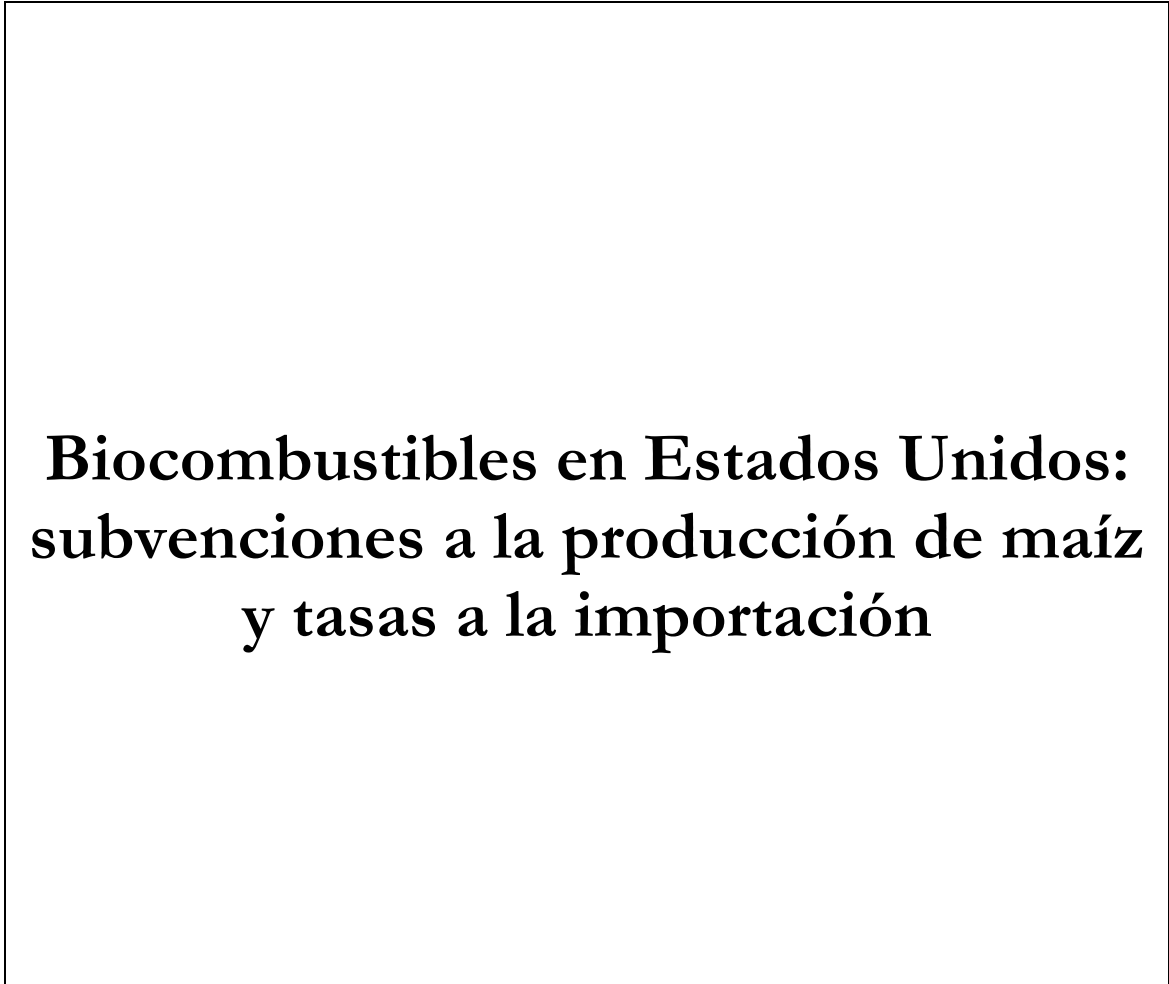 Biocombustibles en Estados Unidos:
subvenciones a la producción de maíz
y tasas a la importación